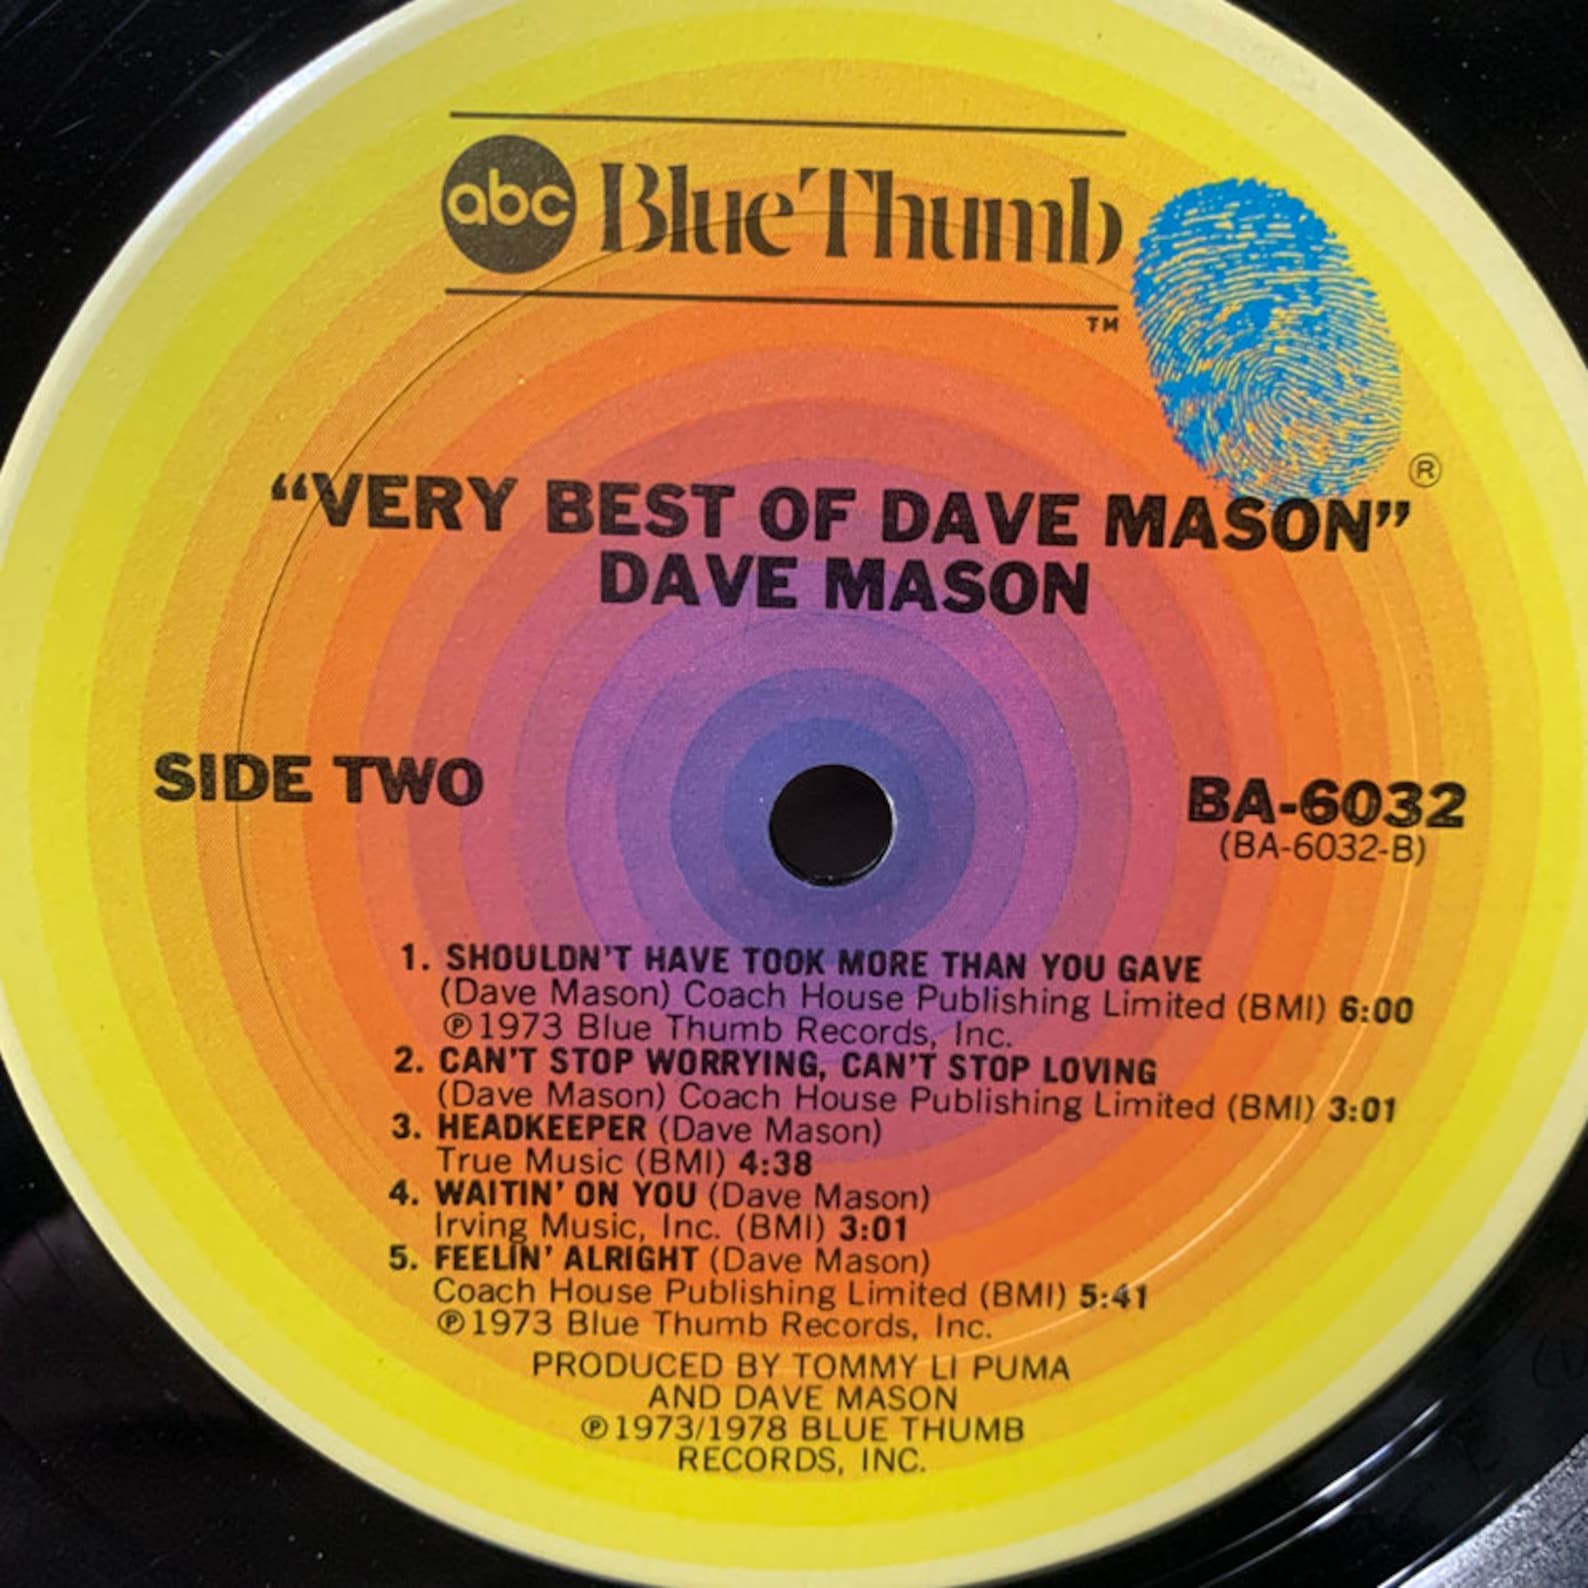 abc Blue Thumb
TM
®
“VERY BEST OF DAVE MASON”
DAVE MASON
SIDE TWO
BA-6032
(BA-6032-B)
1. SHOULDN'T HAVE TOOK MORE THAN YOU GAVE
(Dave Mason) Coach House Publishing Limited (BMI) 6:00
℗1973 Blue Thumb Records, Inc.
2. CAN'T STOP WORRYING, CAN'T STOP LOVING
(Dave Mason) Coach House Publishing Limited (BMI) 3:01
3. HEADKEEPER (Dave Mason)
True Music (BMI) 4:38
4. WAITIN' ON YOU (Dave Mason)
Irving Music, Inc. (BMI) 3:01
5. FEELIN' ALRIGHT (Dave Mason)
Coach House Publishing Limited (BMI) 5:41
℗1973 Blue Thumb Records, Inc.
PRODUCED BY TOMMY LI PUMA
AND DAVE MASON
℗1973/1978 BLUE THUMB
RECORDS, INC.